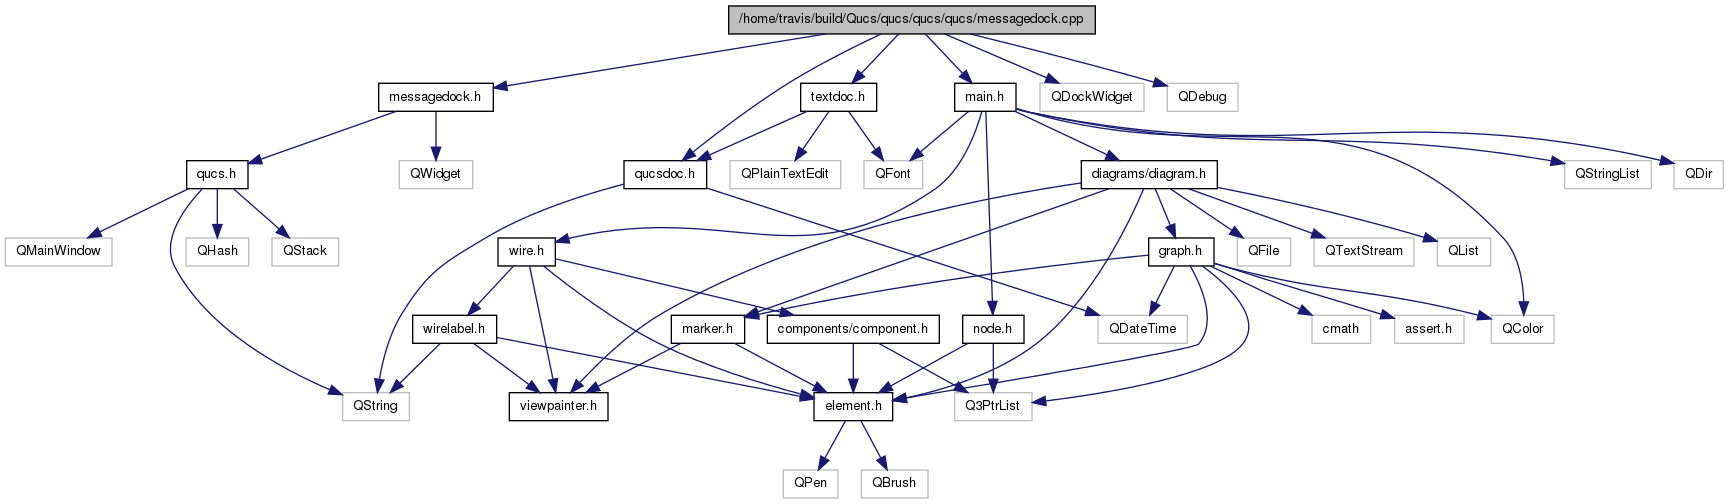 /home/travis/build/Qucs/qucs/qucs/qucs/messagedock.cpp
messagedock.h
textdoc.h
main.h
QDockWidget
QDebug
qucs.h
QWidget
qucsdoc.h
QPlainTextEdit
QFont
diagrams/diagram.h
QStringList
QDir
QMainWindow
QHash
QStack
wire.h
graph.h
QFile
QTextStream
QList
wirelabel.h
marker.h
components/component.h
node.h
QDateTime
cmath
assert.h
QColor
QString
viewpainter.h
element.h
Q3PtrList
QPen
QBrush